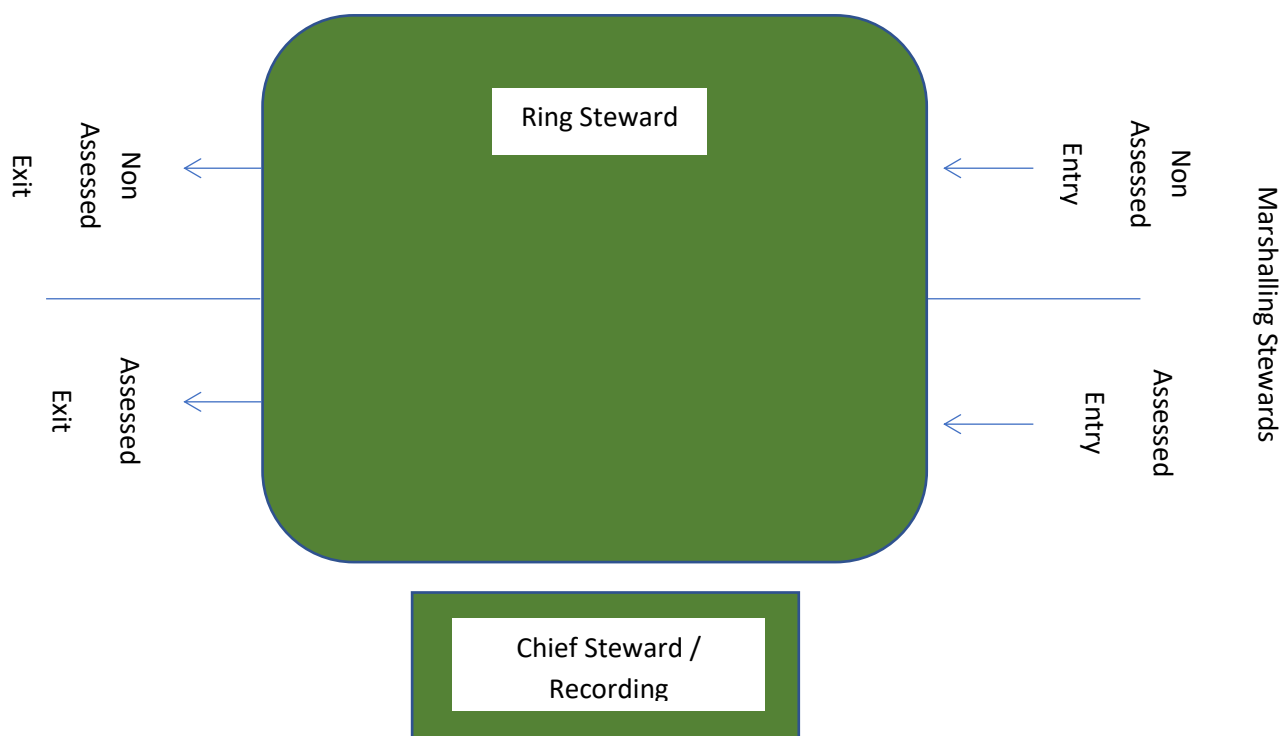 Ring Steward
Non
Assessed
Exit
Assessed
Exit
Marshalling Stewards
Non
Assessed
Entry
Assessed
Entry
Chief Steward /
Recording